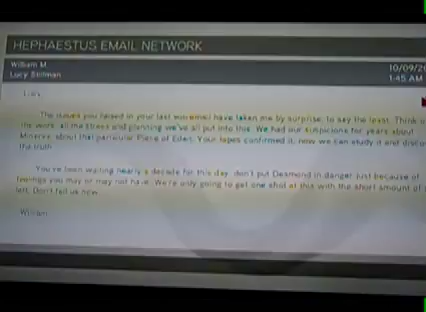 HEPHAESTUS EMAIL NETWORK
William M
Lucy Stillman
10/09/20
1:45 AM
Lucy,
The issues you raised in your last voicemail have taken me by surprise, to say the least. Think
the work, all the stress and planning we've all put into this. We had our suspicions for years about
Minerva, about that particular Piece of Eden. Your tapes confirmed it, now we can study it and
the truth.
You've been waiting nearly a decade for this day, don't put Desmond in danger just because of
feelings you may or may not have. We're only going to get one shot at this with the short amount of
left. Don't fail us now.
William